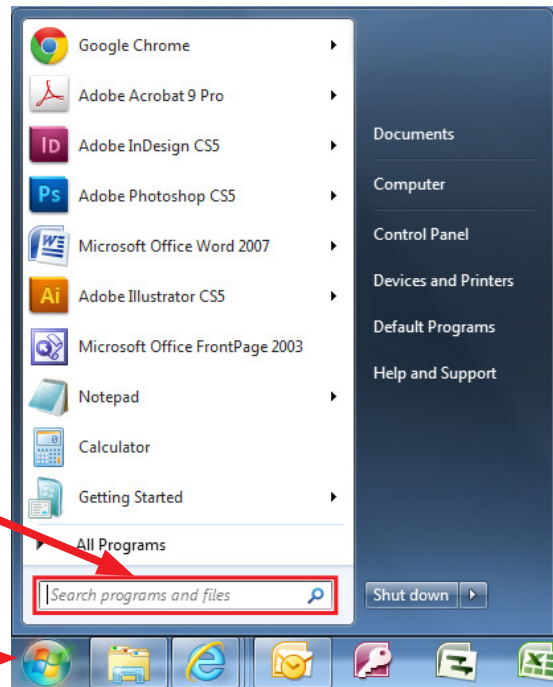 Google Chrome
Adobe Acrobat 9 Pro
Adobe InDesign CS5
Adobe Photoshop CS5
Microsoft Office Word 2007
Adobe Illustrator CS5
Microsoft Office FrontPage 2003
Notepad
Calculator
Getting Started
All Programs
Search programs and files
Documents
Computer
Control Panel
Devices and Printers
Default Programs
Help and Support
Shut down